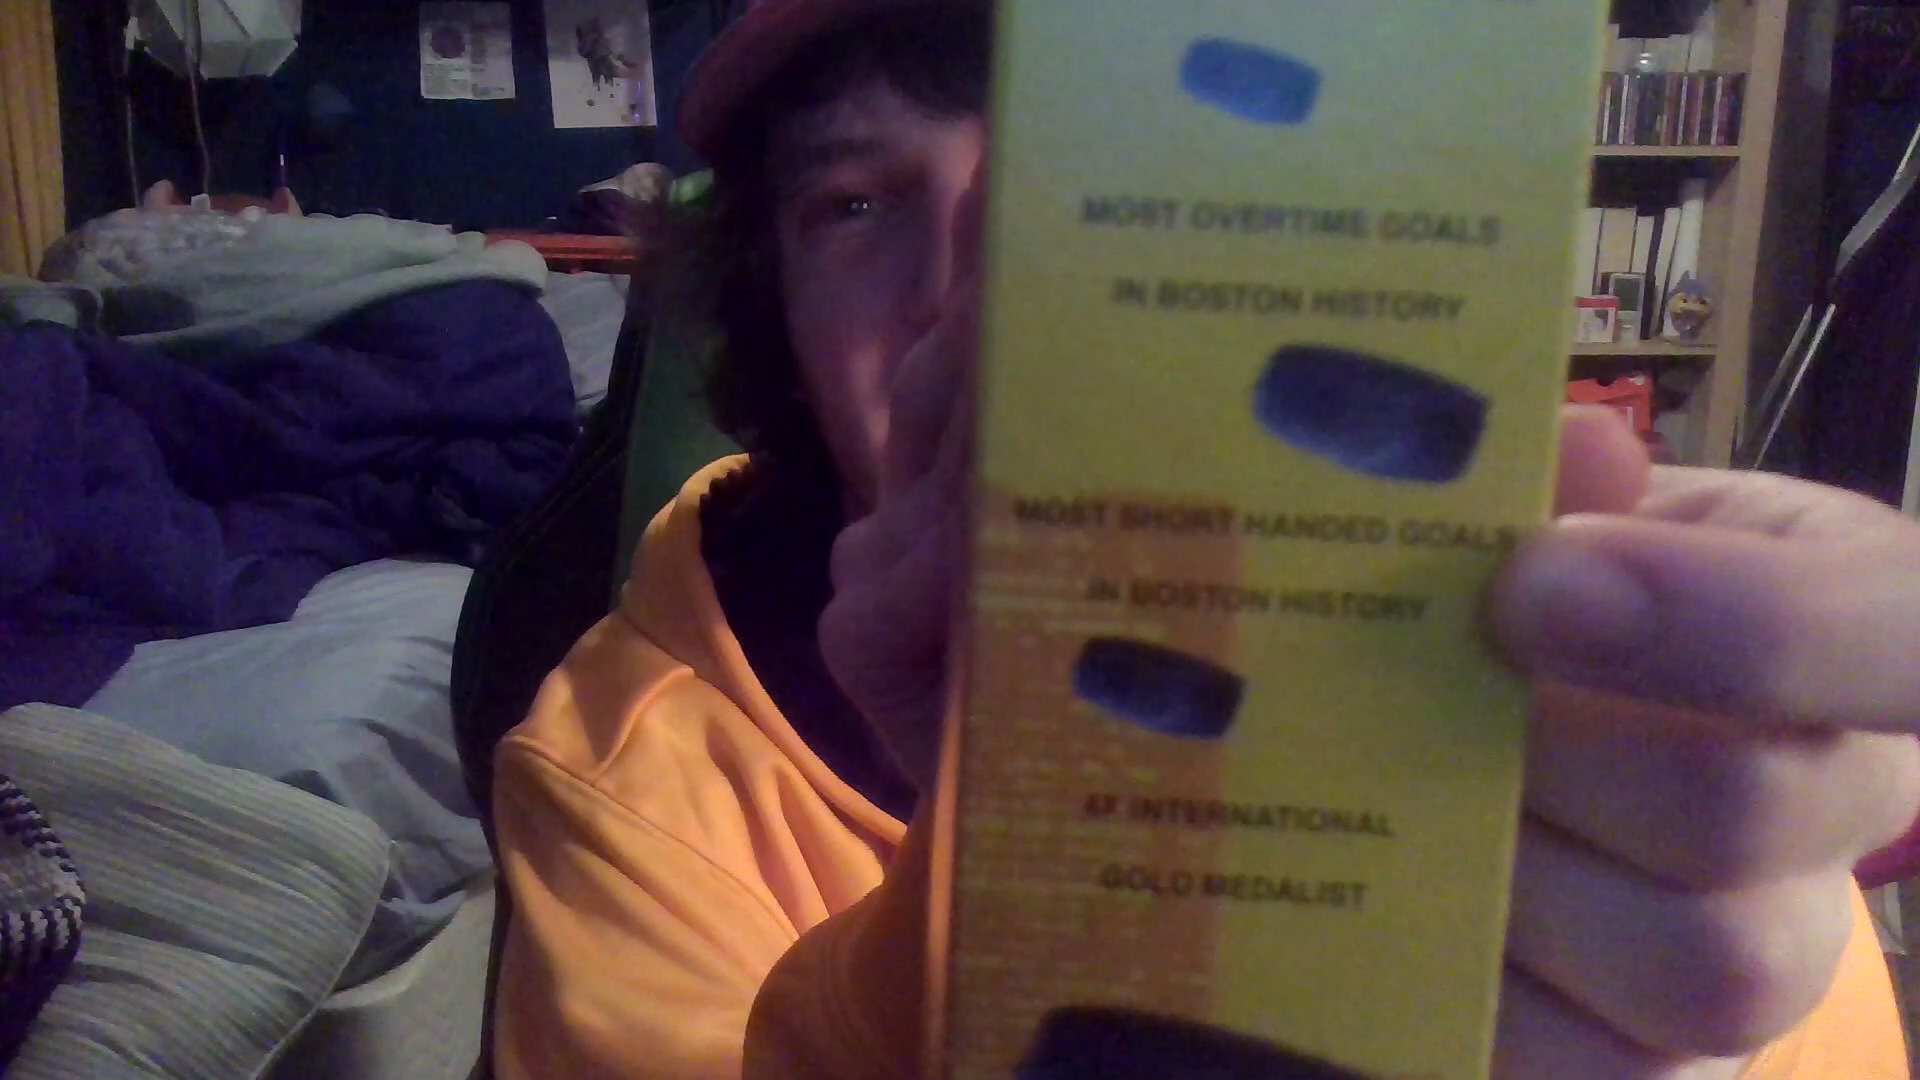 MOST OVERTIME GOALS
IN BOSTON HISTORY
MOST SHORT HANDED GOALS
IN BOSTON HISTORY
4X INTERNATIONAL
GOLD MEDALIST